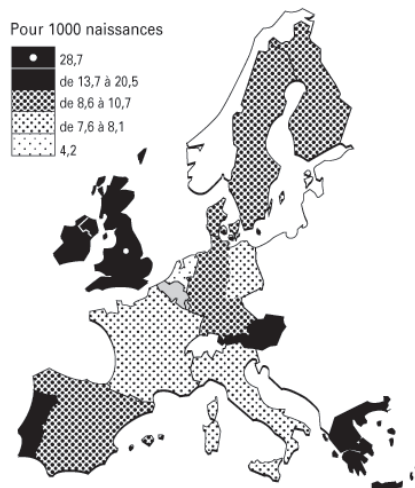 Pour 1000 naissances
28,7
de 13,7 à 20,5
de 8,6 à 10,7
de 7,6 à 8,1
4,2